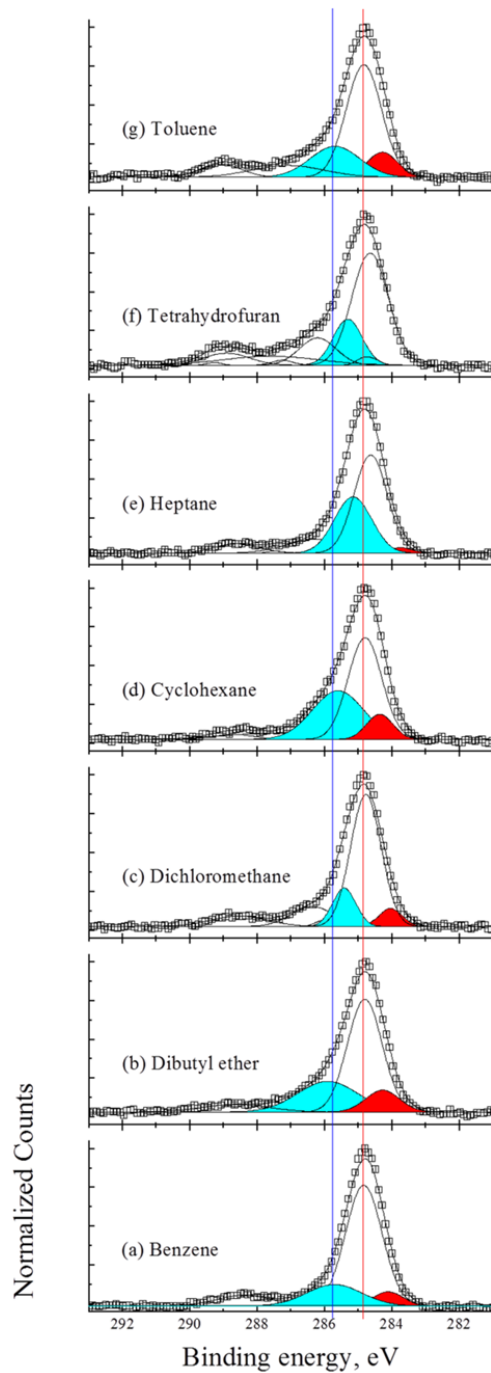 (g) Toluene
(f) Tetrahydrofuran
(e) Heptane
(d) Cyclohexane
(c) Dichloromethane
(b) Dibutyl ether
(a) Benzene
Normalized Counts
292 290 288 286 284 282
Binding energy, eV